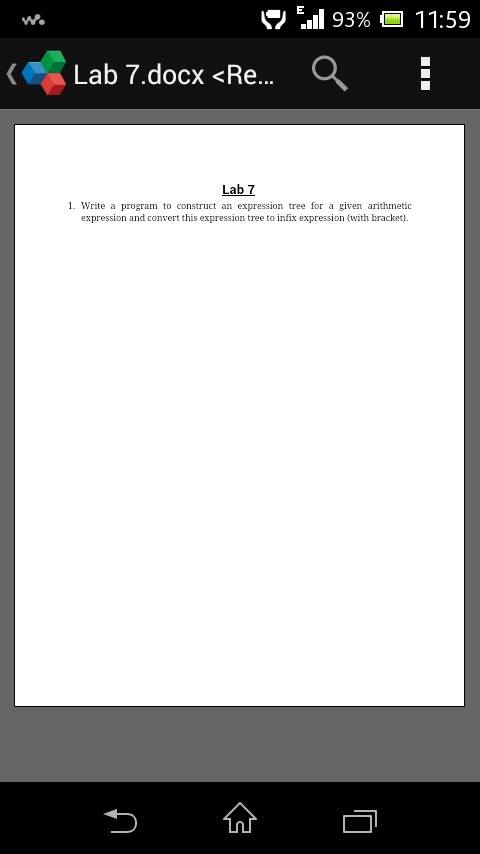 93% 11:59
Lab 7.docx <Re...
Lab 7
1. Write a program to construct an expression tree for a given arithmetic
expression and convert this expression tree to infix expression (with bracket).